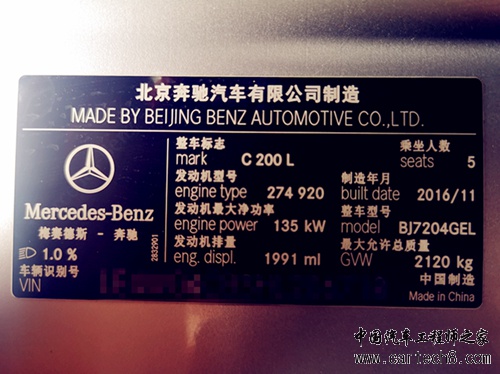 北京奔驰汽车有限公司制造
MADE BY BEIJING BENZ AUTOMOTIVE CO.,LTD.
整车标志 乘坐人数
mark C 200 L seats 5
发动机型号 制造年月
engine type 274 920 built date 2016/11
发动机最大净功率 整车型号
engine power 135 kW model BJ7204GEL
发动机排量 最大允许总质量
eng. displ. 1991 ml GVW 2120 kg
Mercedes-Benz
梅赛德斯 - 奔驰
1.0 %
2832901
车辆识别号 中国制造
VIN Made in China
中国汽车工程师之家
www.cartech8.com